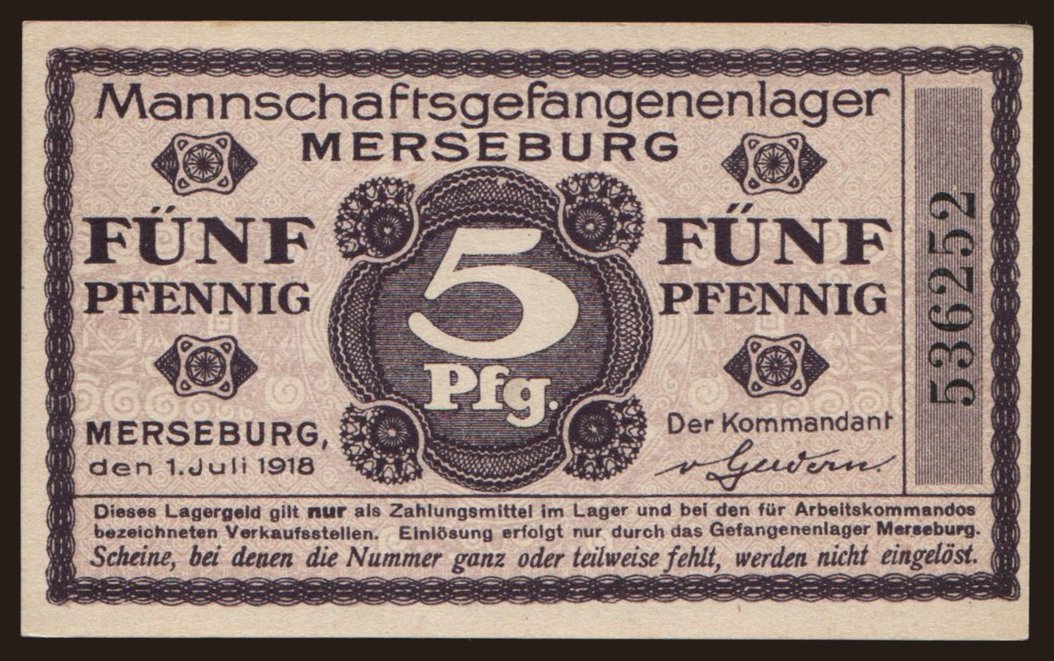 Mannschaftsgefangenenlager
MERSEBURG
FÜNF
PFENNIG
5
Pfg.
FÜNF
PFENNIG
536252
MERSEBURG,
den 1. Juli 1918
Der Kommandant
Dieses Lagergeld gilt nur als Zahlungsmittel im Lager und bei den für Arbeitskommandos
bezeichneten Verkaufsstellen. Einlösung erfolgt nur durch das Gefangenenlager Merseburg.
Scheine, bei denen die Nummer ganz oder teilweise fehlt, werden nicht eingelöst.